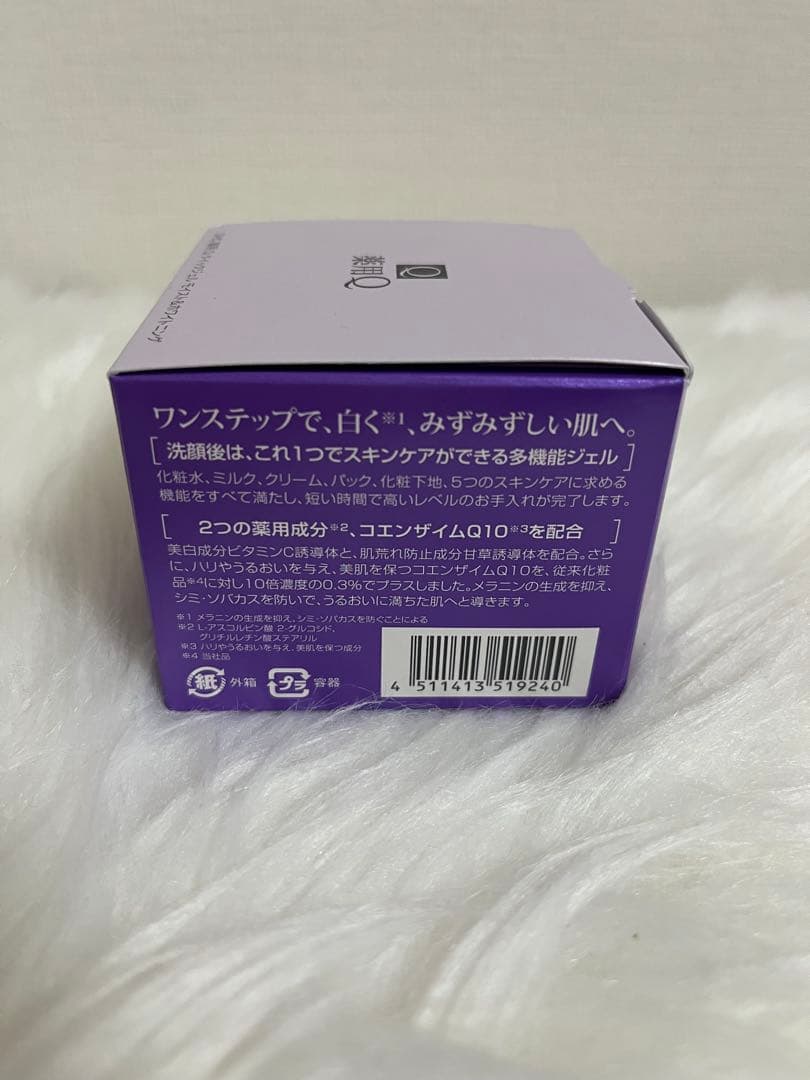 薬用Q
ワンステップで、白く※1、みずみずしい肌へ。
洗顔後は、これ1つでスキンケアができる多機能ジェル
化粧水、ミルク、クリーム、パック、化粧下地、5つのスキンケアに求める
機能をすべて満たし、短い時間で高いレベルのお手入れが完了します。
2つの薬用成分※2、コエンザイムQ10※3を配合
美白成分ビタミンC誘導体と、肌荒れ防止成分甘草誘導体を配合。さら
に、ハリやうるおいを与え、美肌を保つコエンザイムQ10を、従来化粧
品※4に対し10倍濃度の0.3%でプラスしました。メラニンの生成を抑え、
シミ・ソバカスを防いで、うるおいに満ちた肌へと導きます。
※1 メラニンの生成を抑え、シミ・ソバカスを防ぐことによる
※2 L-アスコルビン酸 2-グルコシド、
グリチルレチン酸ステアリル
※3 ハリやうるおいを与え、美肌を保つ成分
※4 当社品
紙 外箱 プラ 容器
4 511413 519240